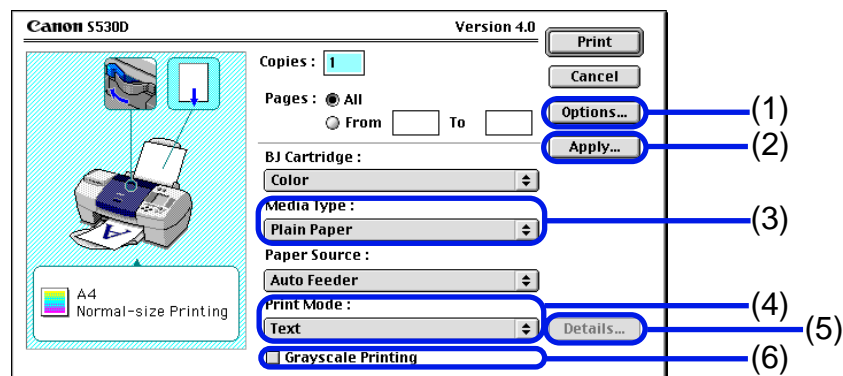 Canon S530D Version 4.0
Print
Copies : 1
Cancel
Pages : All
From To
Options...
(1)
Apply...
(2)
BJ Cartridge :
Color
Media Type :
Plain Paper
(3)
Paper Source :
Auto Feeder
A4
Normal-size Printing
Print Mode :
Text
(4)
Details...
(5)
Grayscale Printing
(6)